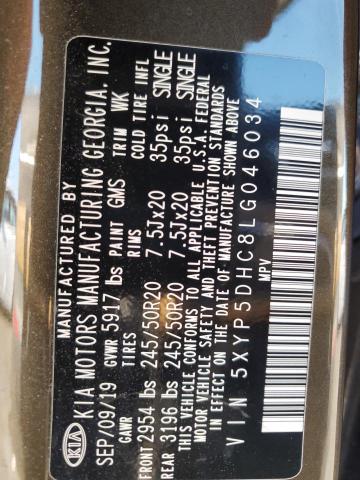 MANUFACTURED BY
KIA MOTORS MANUFACTURING GEORGIA, INC.
SEP/09/19 GVWR 5917 lbs PAINT GMS TRIM WK
GAWR TIRES RIMS COLD TIRE INFL
FRONT 2954 lbs 245/50R20 7.5Jx20 35psi SINGLE
REAR 3196 lbs 245/50R20 7.5Jx20 35psi SINGLE
THIS VEHICLE CONFORMS TO ALL APPLICABLE U.S.A. FEDERAL
MOTOR VEHICLE SAFETY AND THEFT PREVENTION STANDARDS
IN EFFECT ON THE DATE OF MANUFACTURE SHOWN ABOVE
VIN 5XYP5DHC8LG046034
MPV
KIA